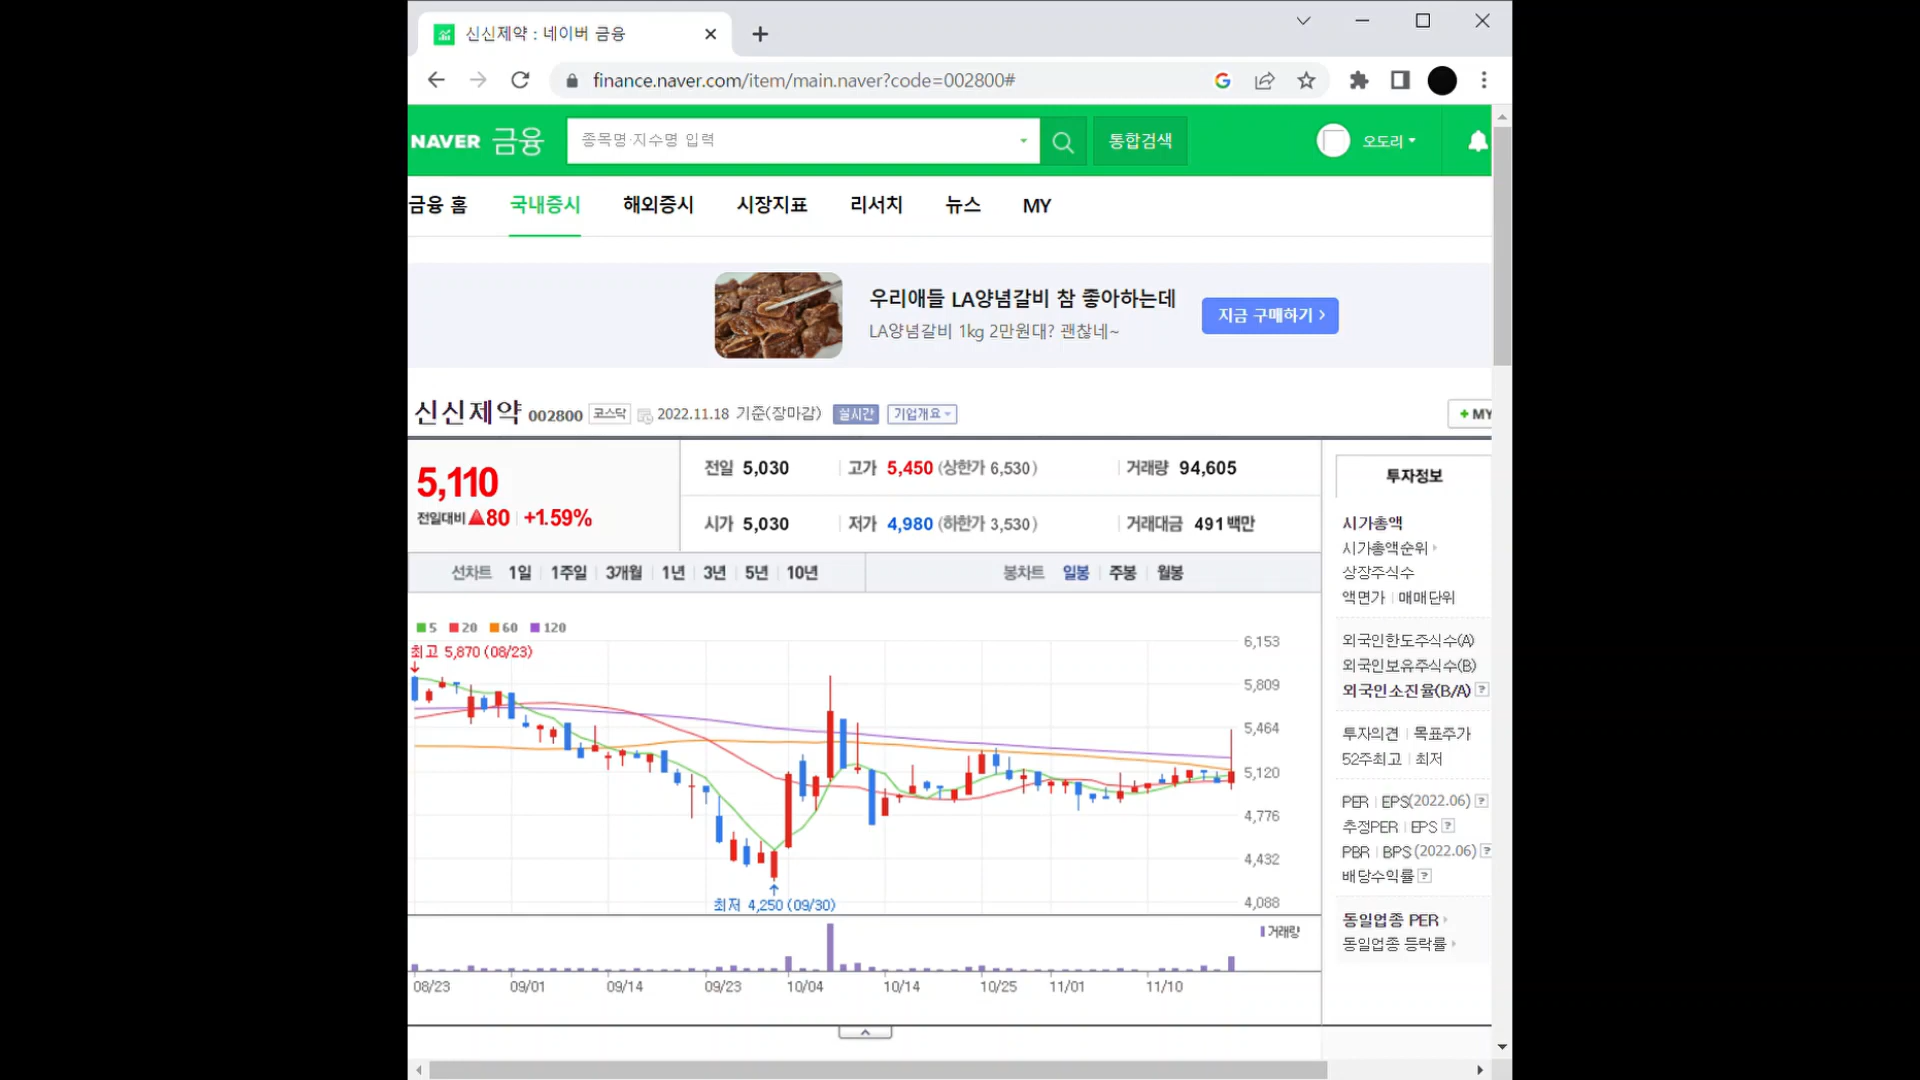 신신제약 : 네이버 금융
finance.naver.com/item/main.naver?code=002800#
NAVER 금융 종목명·지수명 입력 통합검색 오도리
금융 홈 국내증시 해외증시 시장지표 리서치 뉴스 MY
우리애들 LA양념갈비 참 좋아하는데
LA양념갈비 1kg 2만원대? 괜찮네~
지금 구매하기 ›
신신제약 002800 코스닥 2022.11.18 기준(장마감) 실시간 기업개요
+ MY
5,110
전일대비 ▲80 +1.59%
전일 5,030 고가 5,450 (상한가 6,530) 거래량 94,605
시가 5,030 저가 4,980 (하한가 3,530) 거래대금 491백만
선차트 1일 1주일 3개월 1년 3년 5년 10년 봉차트 일봉 주봉 월봉
5 20 60 120
최고 5,870 (08/23)
최저 4,250 (09/30)
6,153
5,809
5,464
5,120
4,776
4,432
4,088
거래량
08/23 09/01 09/14 09/23 10/04 10/14 10/25 11/01 11/10
투자정보
시가총액
시가총액순위
상장주식수
액면가 매매단위
외국인한도주식수(A)
외국인보유주식수(B)
외국인소진율(B/A) ?
투자의견 목표주가
52주최고 최저
PER EPS(2022.06) ?
추정PER EPS ?
PBR BPS (2022.06) ?
배당수익률 ?
동일업종 PER
동일업종 등락률